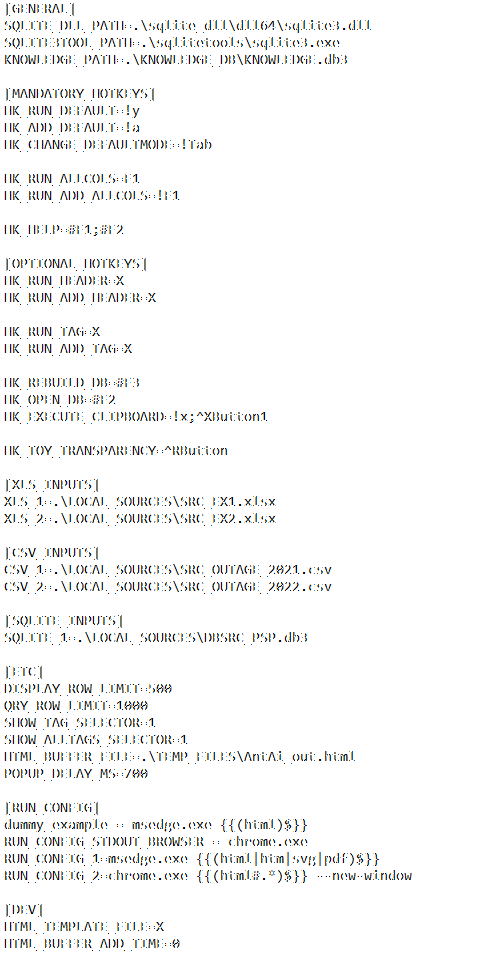 [GENERAL]
SQLITE_DLL_PATH=.\sqlite_dll\dll64\sqlite3.dll
SQLITE3TOOL_PATH=.\sqlitetools\sqlite3.exe
KNOWLEDGE_PATH=.\KNOWLEDGE_DB\KNOWLEDGE.db3
[MANDATORY_HOTKEYS]
HK_RUN_DEFAULT=!y
HK_ADD_DEFAULT=!a
HK_CHANGE_DEFAULTMODE=!Tab
HK_RUN_ALLCOLS=F1
HK_RUN_ADD_ALLCOLS=!F1
HK_HELP=#F1;#F2
[OPTIONAL_HOTKEYS]
HK_RUN_HEADER=X
HK_RUN_ADD_HEADER=X
HK_RUN_TAG=X
HK_RUN_ADD_TAG=X
HK_REBUILD_DB=#F3
HK_OPEN_DB=#F2
HK_EXECUTE_CLIPBOARD=!x;^XButton1
HK_TOY_TRANSPARENCY=^RButton
[XLS_INPUTS]
XLS_1=.\LOCAL_SOURCES\SRC_EX1.xlsx
XLS_2=.\LOCAL_SOURCES\SRC_EX2.xlsx
[CSV_INPUTS]
CSV_1=.\LOCAL_SOURCES\SRC_OUTAGE_2021.csv
CSV_2=.\LOCAL_SOURCES\SRC_OUTAGE_2022.csv
[SQLITE_INPUTS]
SQLITE_1=.\LOCAL_SOURCES\DBSRC_PSP.db3
[ETC]
DISPLAY_ROW_LIMIT=500
QRY_ROW_LIMIT=1000
SHOW_TAG_SELECTOR=1
SHOW_ALLTAGS_SELECTOR=1
HTML_BUFFER_FILE=.\TEMP_FILES\AntAi_out.html
POPUP_DELAY_MS=700
[RUN_CONFIG]
dummy_example = msedge.exe {{(html)$}}
RUN_CONFIG_STDOUT_BROWSER = chrome.exe
RUN_CONFIG_1=msedge.exe {{(html|htm|svg|pdf)$}}
RUN_CONFIG_2=chrome.exe {{(html#.*)$}} --new-window
[DEV]
HTML_TEMPLATE_FILE=X
HTML_BUFFER_ADD_TIME=0